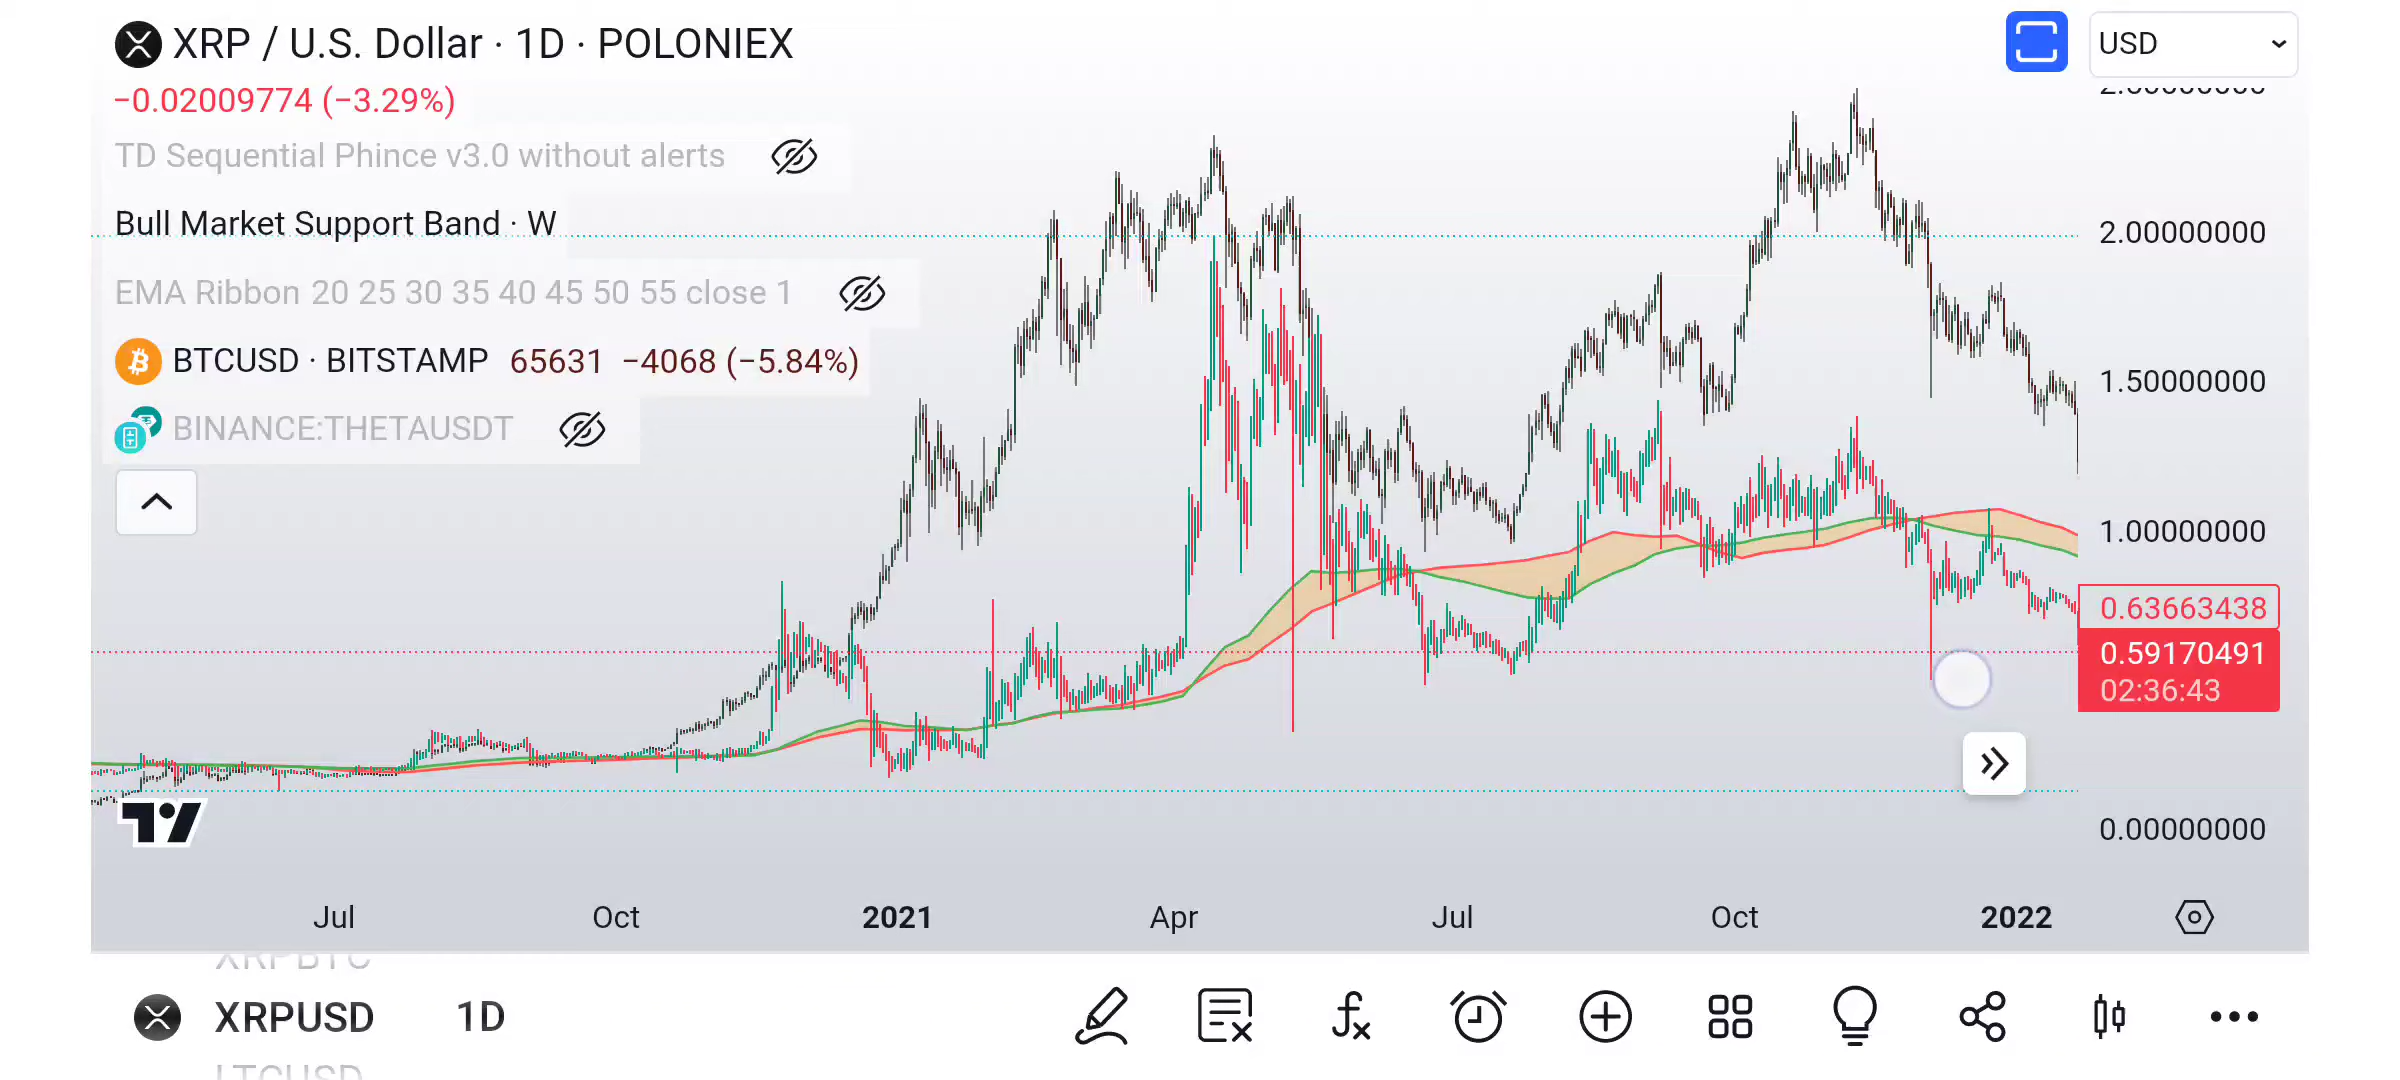 XRP / U.S. Dollar · 1D · POLONIEX
USD
−0.02009774 (−3.29%)
TD Sequential Phince v3.0 without alerts
Bull Market Support Band · W
2.00000000
EMA Ribbon 20 25 30 35 40 45 50 55 close 1
BTCUSD · BITSTAMP 65631 −4068 (−5.84%)
1.50000000
BINANCE:THETAUSDT
1.00000000
0.63663438
0.59170491
02:36:43
0.00000000
Jul Oct 2021 Apr Jul Oct 2022
XRPBTC
XRPUSD 1D
LTCUSD